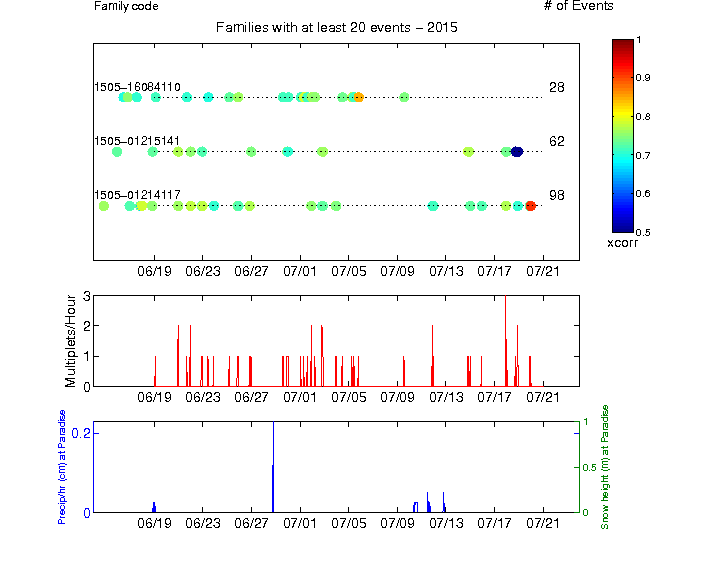 Family code
# of Events
Families with at least 20 events – 2015
1505–16084110
28
1505–01215141
62
1505–01214117
98
06/19 06/23 06/27 07/01 07/05 07/09 07/13 07/17 07/21
1
0.9
0.8
0.7
0.6
0.5
xcorr
Multiplets/Hour
3
2
1
0
06/19 06/23 06/27 07/01 07/05 07/09 07/13 07/17 07/21
Precip/hr (cm) at Paradise
0.2
0
1
0.5
0
Snow height (m) at Paradise
06/19 06/23 06/27 07/01 07/05 07/09 07/13 07/17 07/21